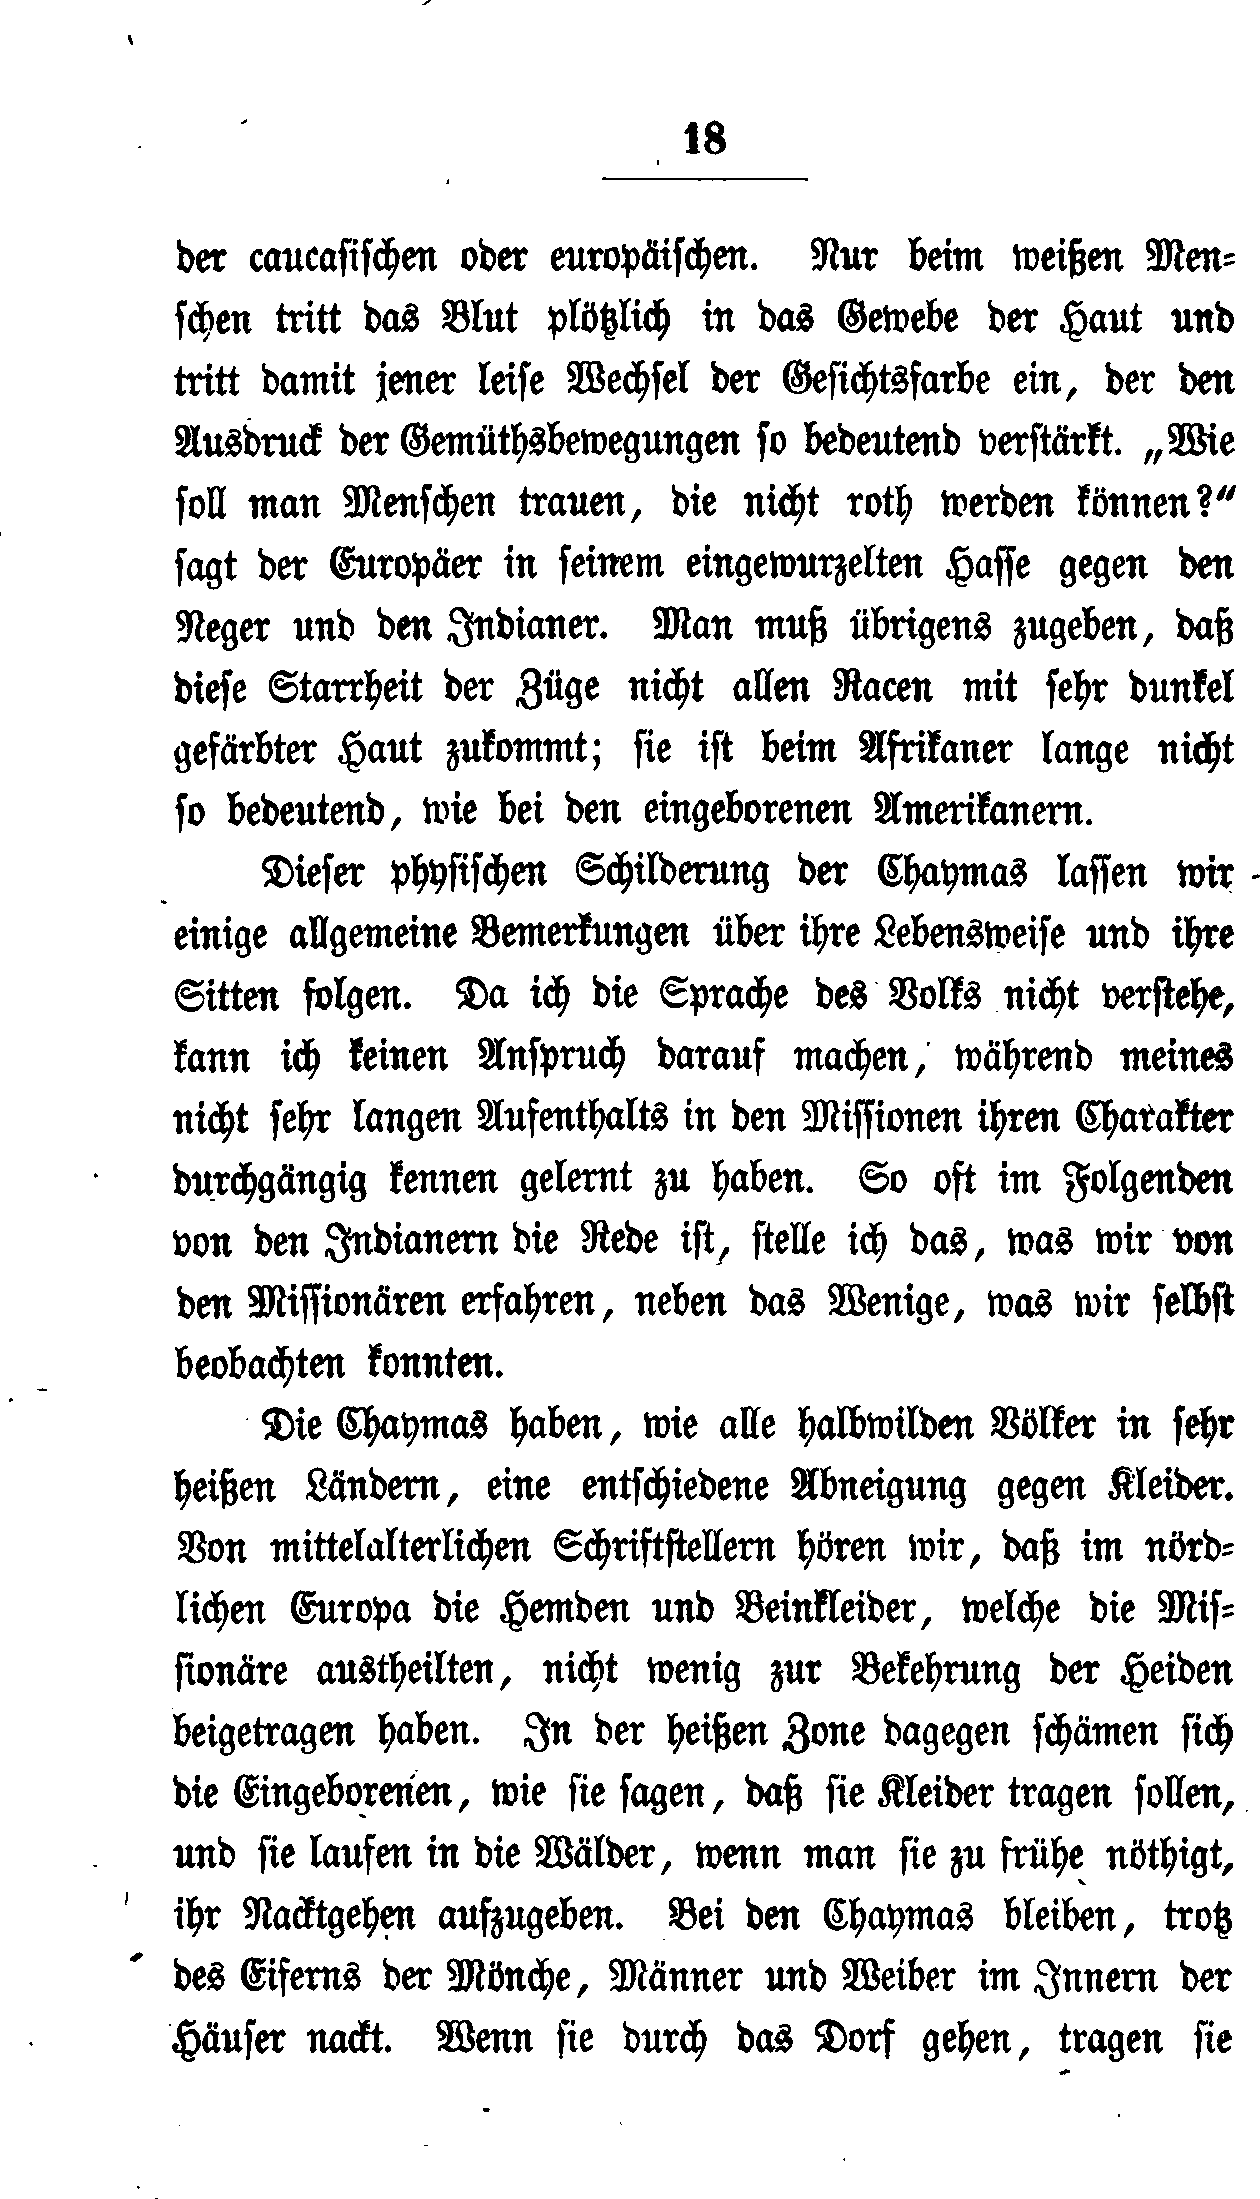 18
der caucasischen oder europäischen. Nur beim weißen Men-
schen tritt das Blut plötzlich in das Gewebe der Haut und
tritt damit jener leise Wechsel der Gesichtsfarbe ein, der den
Ausdruck der Gemüthsbewegungen so bedeutend verstärkt. „Wie
soll man Menschen trauen, die nicht roth werden können?“
sagt der Europäer in seinem eingewurzelten Hasse gegen den
Neger und den Indianer. Man muß übrigens zugeben, daß
diese Starrheit der Züge nicht allen Racen mit sehr dunkel
gefärbter Haut zukommt; sie ist beim Afrikaner lange nicht
so bedeutend, wie bei den eingeborenen Amerikanern.
Dieser physischen Schilderung der Chaymas lassen wir
einige allgemeine Bemerkungen über ihre Lebensweise und ihre
Sitten folgen. Da ich die Sprache des Volks nicht verstehe,
kann ich keinen Anspruch darauf machen, während meines
nicht sehr langen Aufenthalts in den Missionen ihren Charakter
durchgängig kennen gelernt zu haben. So oft im Folgenden
von den Indianern die Rede ist, stelle ich das, was wir von
den Missionären erfahren, neben das Wenige, was wir selbst
beobachten konnten.
Die Chaymas haben, wie alle halbwilden Völker in sehr
heißen Ländern, eine entschiedene Abneigung gegen Kleider.
Von mittelalterlichen Schriftstellern hören wir, daß im nörd-
lichen Europa die Hemden und Beinkleider, welche die Mis-
sionäre austheilten, nicht wenig zur Bekehrung der Heiden
beigetragen haben. In der heißen Zone dagegen schämen sich
die Eingeborenen, wie sie sagen, daß sie Kleider tragen sollen,
und sie laufen in die Wälder, wenn man sie zu frühe nöthigt,
ihr Nacktgehen aufzugeben. Bei den Chaymas bleiben, trotz
des Eiferns der Mönche, Männer und Weiber im Innern der
Häuser nackt. Wenn sie durch das Dorf gehen, tragen sie